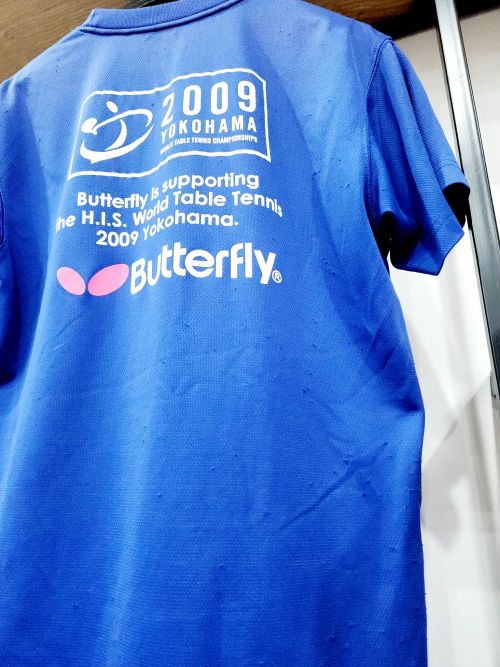 2009
YOKOHAMA
WORLD TABLE TENNIS CHAMPIONSHIPS
Butterfly is supporting
the H.I.S. World Table Tennis
2009 Yokohama.
Butterfly®